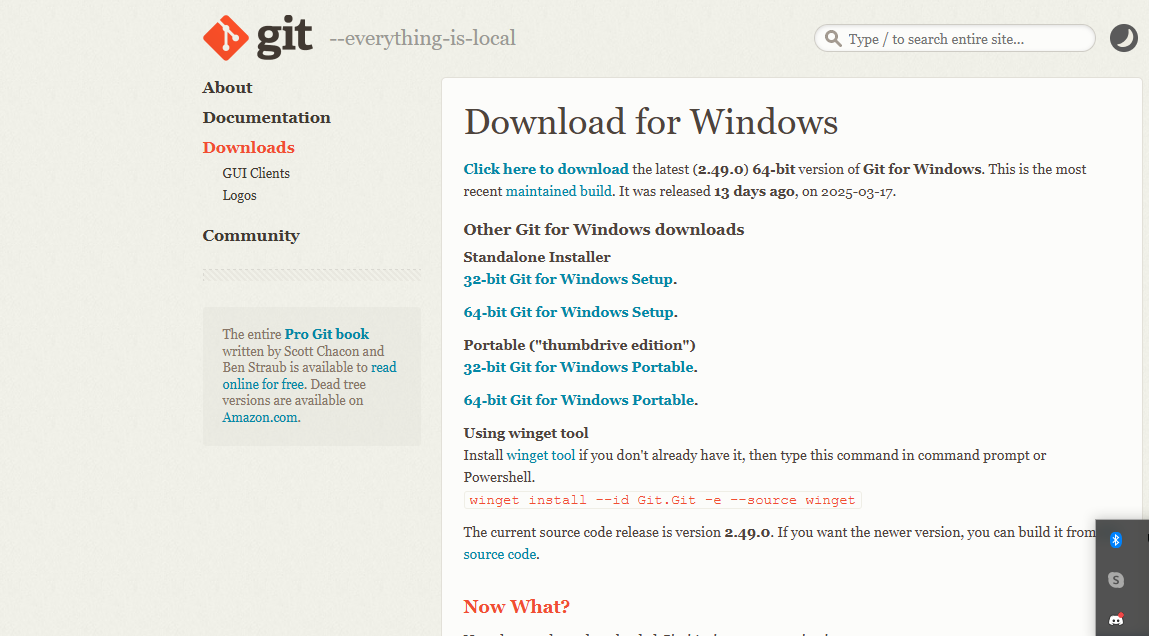 git --everything-is-local
Type / to search entire site...
About
Documentation
Downloads
GUI Clients
Logos
Community
The entire Pro Git book
written by Scott Chacon and
Ben Straub is available to read
online for free. Dead tree
versions are available on
Amazon.com.
Download for Windows
Click here to download the latest (2.49.0) 64-bit version of Git for Windows. This is the most
recent maintained build. It was released 13 days ago, on 2025-03-17.
Other Git for Windows downloads
Standalone Installer
32-bit Git for Windows Setup.
64-bit Git for Windows Setup.
Portable ("thumbdrive edition")
32-bit Git for Windows Portable.
64-bit Git for Windows Portable.
Using winget tool
Install winget tool if you don't already have it, then type this command in command prompt or
Powershell.
winget install --id Git.Git -e --source winget
The current source code release is version 2.49.0. If you want the newer version, you can build it from
source code.
Now What?